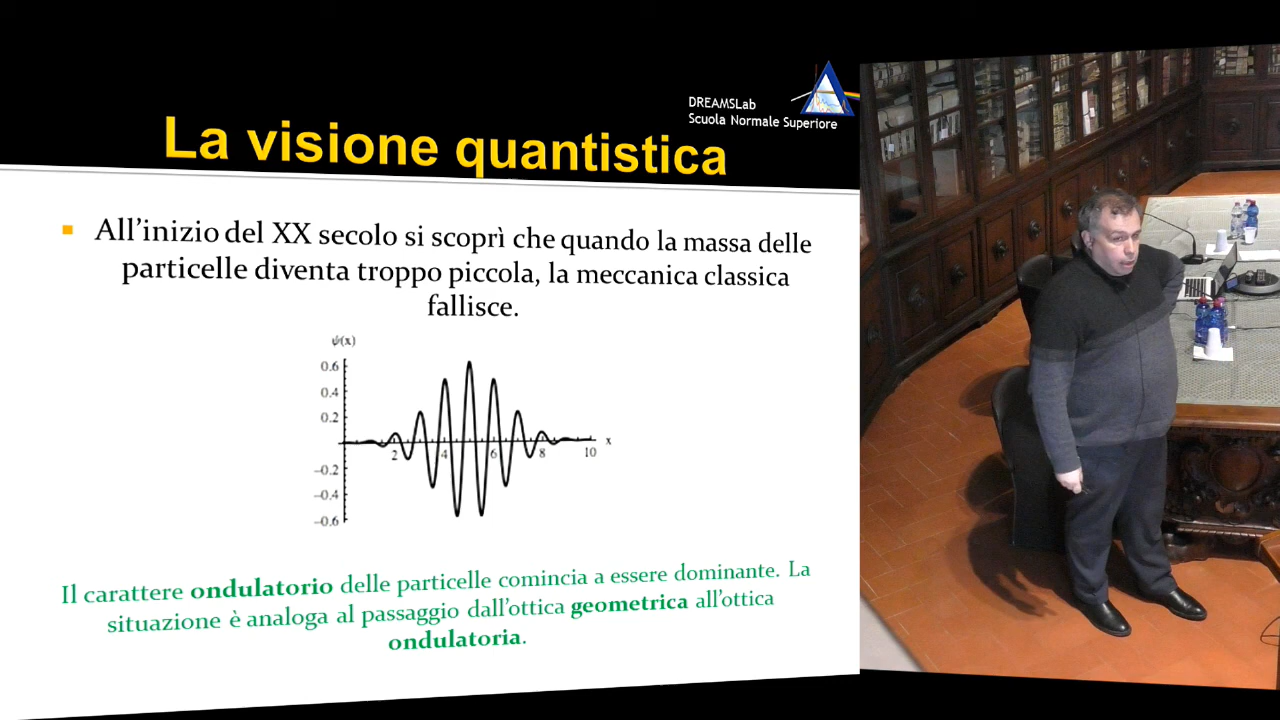 DREAMSLab
Scuola Normale Superiore
La visione quantistica
All'inizio del XX secolo si scoprì che quando la massa delle
particelle diventa troppo piccola, la meccanica classica
fallisce.
ψ(x)
0.6
0.4
0.2
−0.2
−0.4
−0.6
2 4 6 8 10 x
Il carattere ondulatorio delle particelle comincia a essere dominante. La
situazione è analoga al passaggio dall'ottica geometrica all'ottica
ondulatoria.